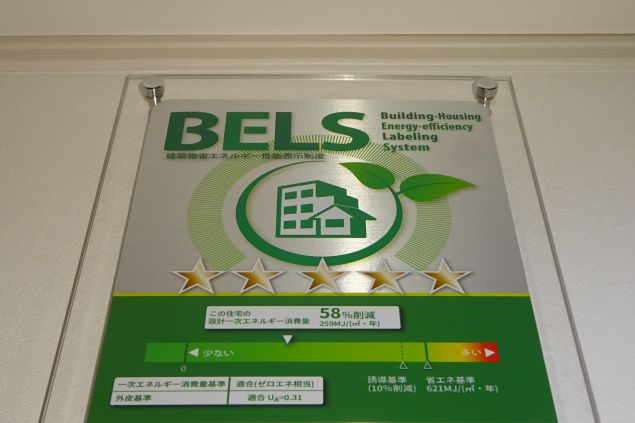 BELS
Building-Housing
Energy-efficiency
Labeling
System
建築物省エネルギー性能表示制度
この住宅の
設計一次エネルギー消費量
58%削減
259MJ/(㎡・年)
少ない
多い
0
誘導基準
(10%削減)
省エネ基準
621MJ/(㎡・年)
一次エネルギー消費量基準 適合(ゼロエネ相当)
外皮基準 適合 UA=0.31